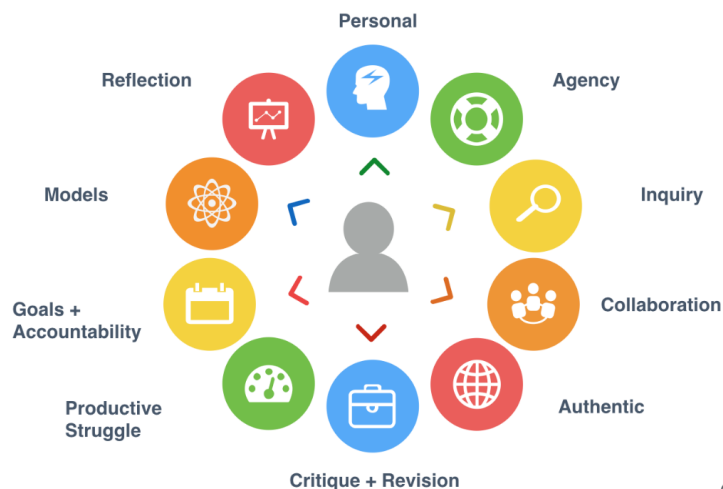 Personal
Reflection
Agency
Models
Inquiry
Goals +
Accountability
Collaboration
Productive
Struggle
Authentic
Critique + Revision